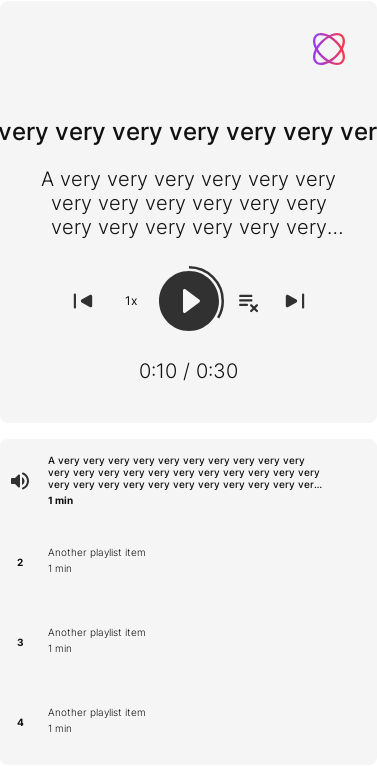 very very very very very very ver
A very very very very very very
very very very very very very
very very very very very very...
1x
0:10 / 0:30
A very very very very very very very very very very
very very very very very very very very very very very
very very very very very very very very very very ver...
1 min
2
Another playlist item
1 min
3
Another playlist item
1 min
4
Another playlist item
1 min